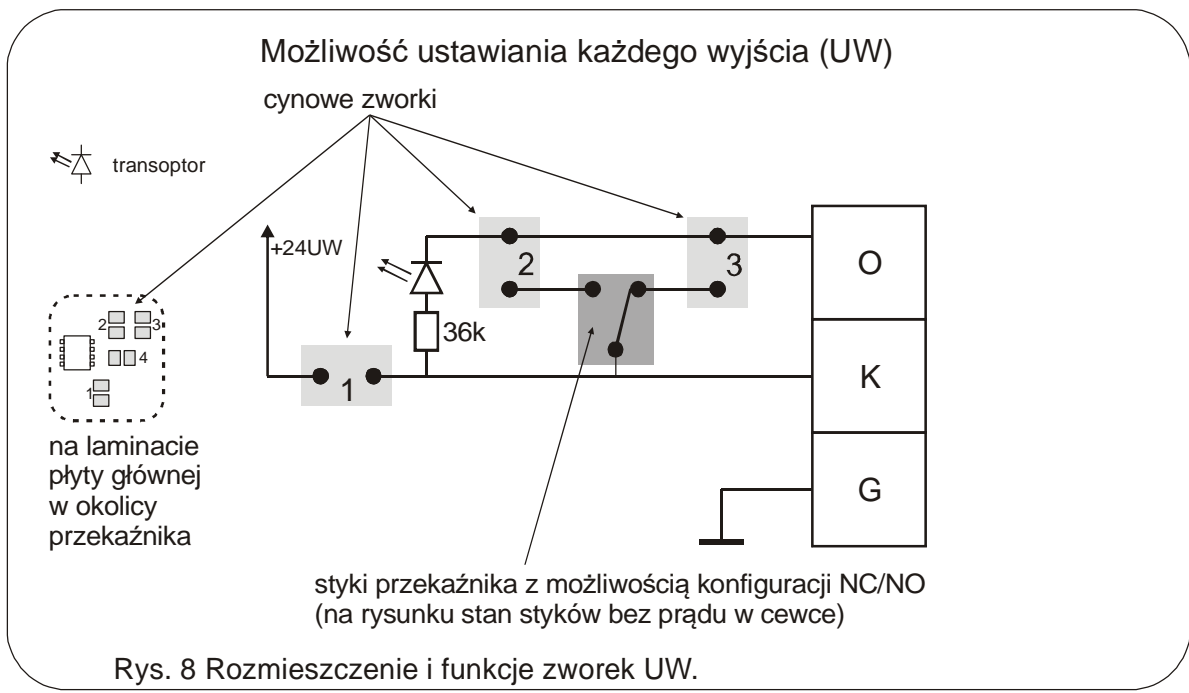 Możliwość ustawiania każdego wyjścia (UW)
cynowe zworki
transoptor
+24UW
2
3
O
2
3
36k
4
1
K
1
na laminacie
płyty głównej
w okolicy
przekaźnika
G
styki przekaźnika z możliwością konfiguracji NC/NO
(na rysunku stan styków bez prądu w cewce)
Rys. 8 Rozmieszczenie i funkcje zworek UW.